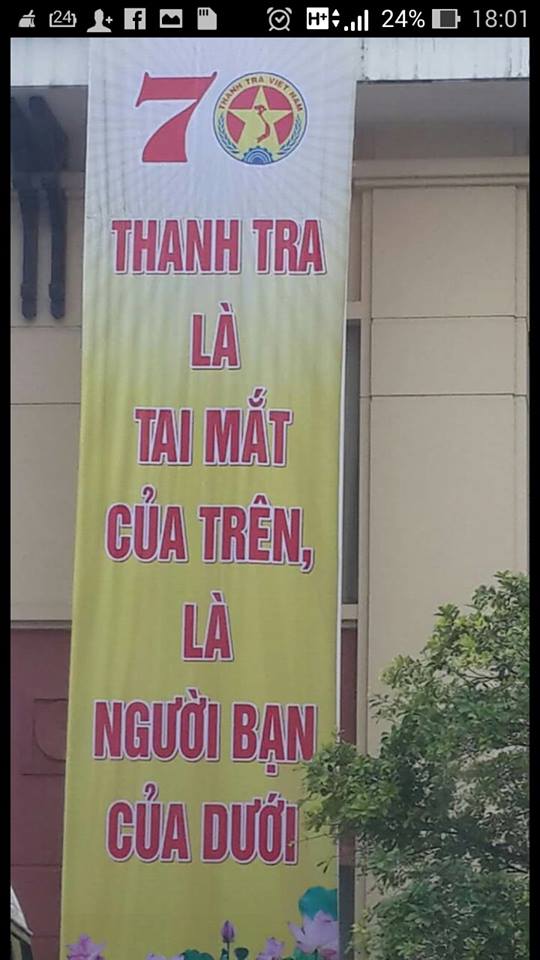 24 H+ 24% 18:01
70
THANH TRA VIỆT NAM
THANH TRA
LÀ
TAI MẮT
CỦA TRÊN,
LÀ
NGƯỜI BẠN
CỦA DƯỚI